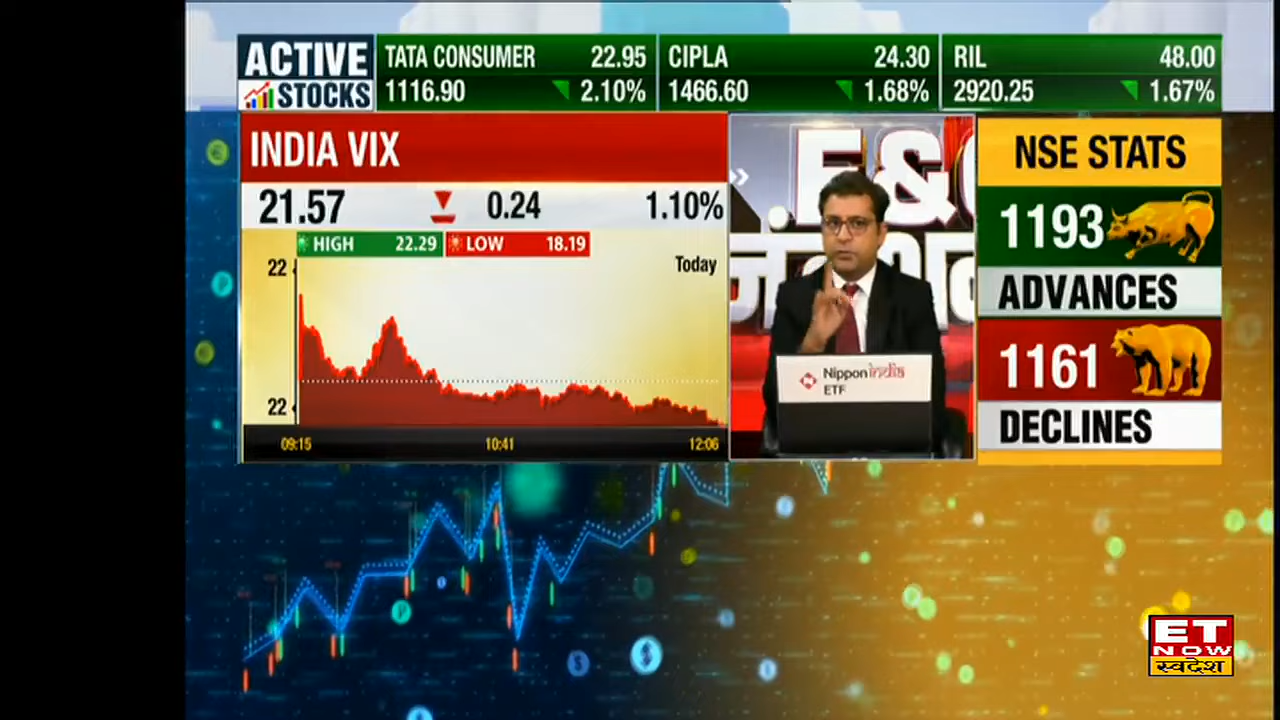 ACTIVE
STOCKS
TATA CONSUMER 22.95
1116.90 2.10%
CIPLA 24.30
1466.60 1.68%
RIL 48.00
2920.25 1.67%
INDIA VIX
21.57 0.24 1.10%
HIGH 22.29 LOW 18.19
Today
22
22
09:15 10:41 12:06
.E&
Nippon india
ETF
NSE STATS
1193
ADVANCES
1161
DECLINES
ET
NOW
स्वदेश